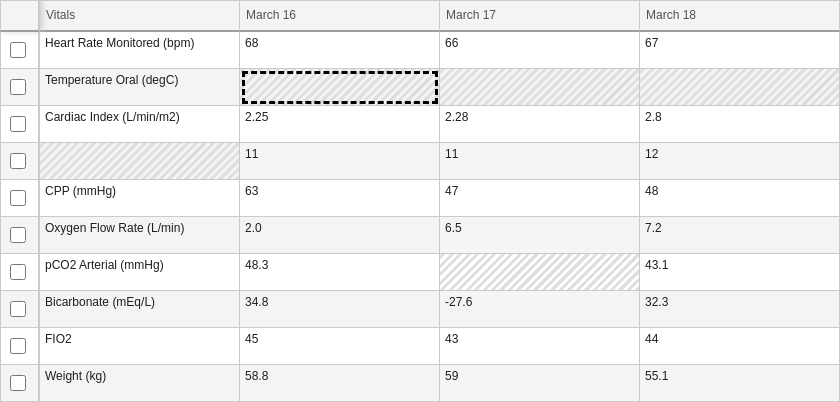 Vitals March 16 March 17 March 18
Heart Rate Monitored (bpm) 68 66 67
Temperature Oral (degC)
Cardiac Index (L/min/m2) 2.25 2.28 2.8
11 11 12
CPP (mmHg) 63 47 48
Oxygen Flow Rate (L/min) 2.0 6.5 7.2
pCO2 Arterial (mmHg) 48.3 43.1
Bicarbonate (mEq/L) 34.8 -27.6 32.3
FIO2 45 43 44
Weight (kg) 58.8 59 55.1